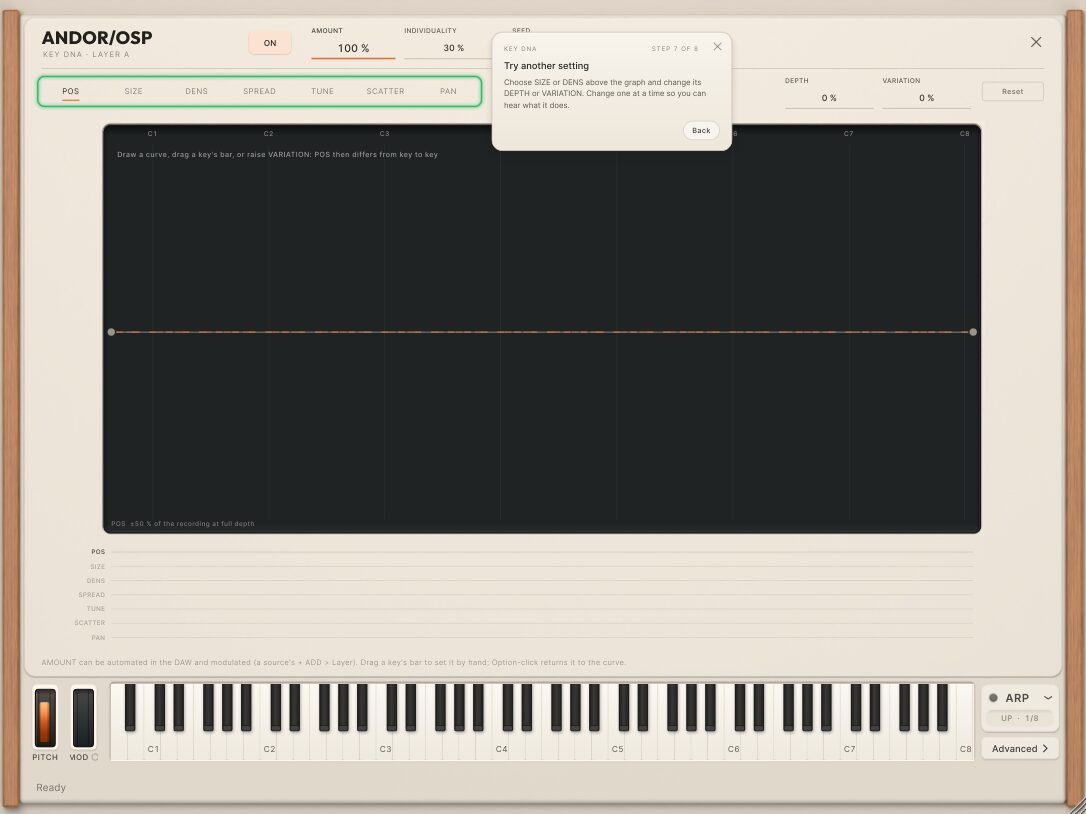 ANDOR/OSP
KEY DNA - LAYER A
ON
AMOUNT
100 %
INDIVIDUALITY
30 %
SEED
KEY DNA
STEP 7 OF 8
Try another setting
Choose SIZE or DENS above the graph and change its
DEPTH or VARIATION. Change one at a time so you can
hear what it does.
Back
POS SIZE DENS SPREAD TUNE SCATTER PAN
DEPTH
0 %
VARIATION
0 %
Reset
C1 C2 C3 6 C7 C8
Draw a curve, drag a key's bar, or raise VARIATION: POS then differs from key to key
POS ±50 % of the recording at full depth
POS
SIZE
DENS
SPREAD
TUNE
SCATTER
PAN
AMOUNT can be automated in the DAW and modulated (a source's + ADD > Layer). Drag a key's bar to set it by hand; Option-click returns it to the curve.
PITCH
MOD
C1 C2 C3 C4 C5 C6 C7 C8
ARP
UP · 1/8
Advanced
Ready